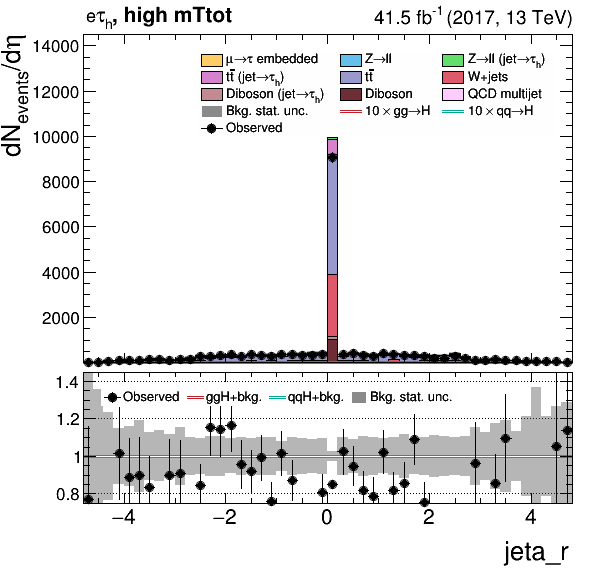 eτh, high mTtot
41.5 fb⁻¹ (2017, 13 TeV)
dNevents/dη
14000
12000
10000
8000
6000
4000
2000
μ→τ embedded
Z→ll
Z→ll (jet→τh)
tt̄ (jet→τh)
tt̄
W+jets
Diboson (jet→τh)
Diboson
QCD multijet
Bkg. stat. unc.
10 × gg→H
10 × qq→H
Observed
1.4
1.2
1
0.8
Observed
ggH+bkg.
qqH+bkg.
Bkg. stat. unc.
−4
−2
0
2
4
jeta_r